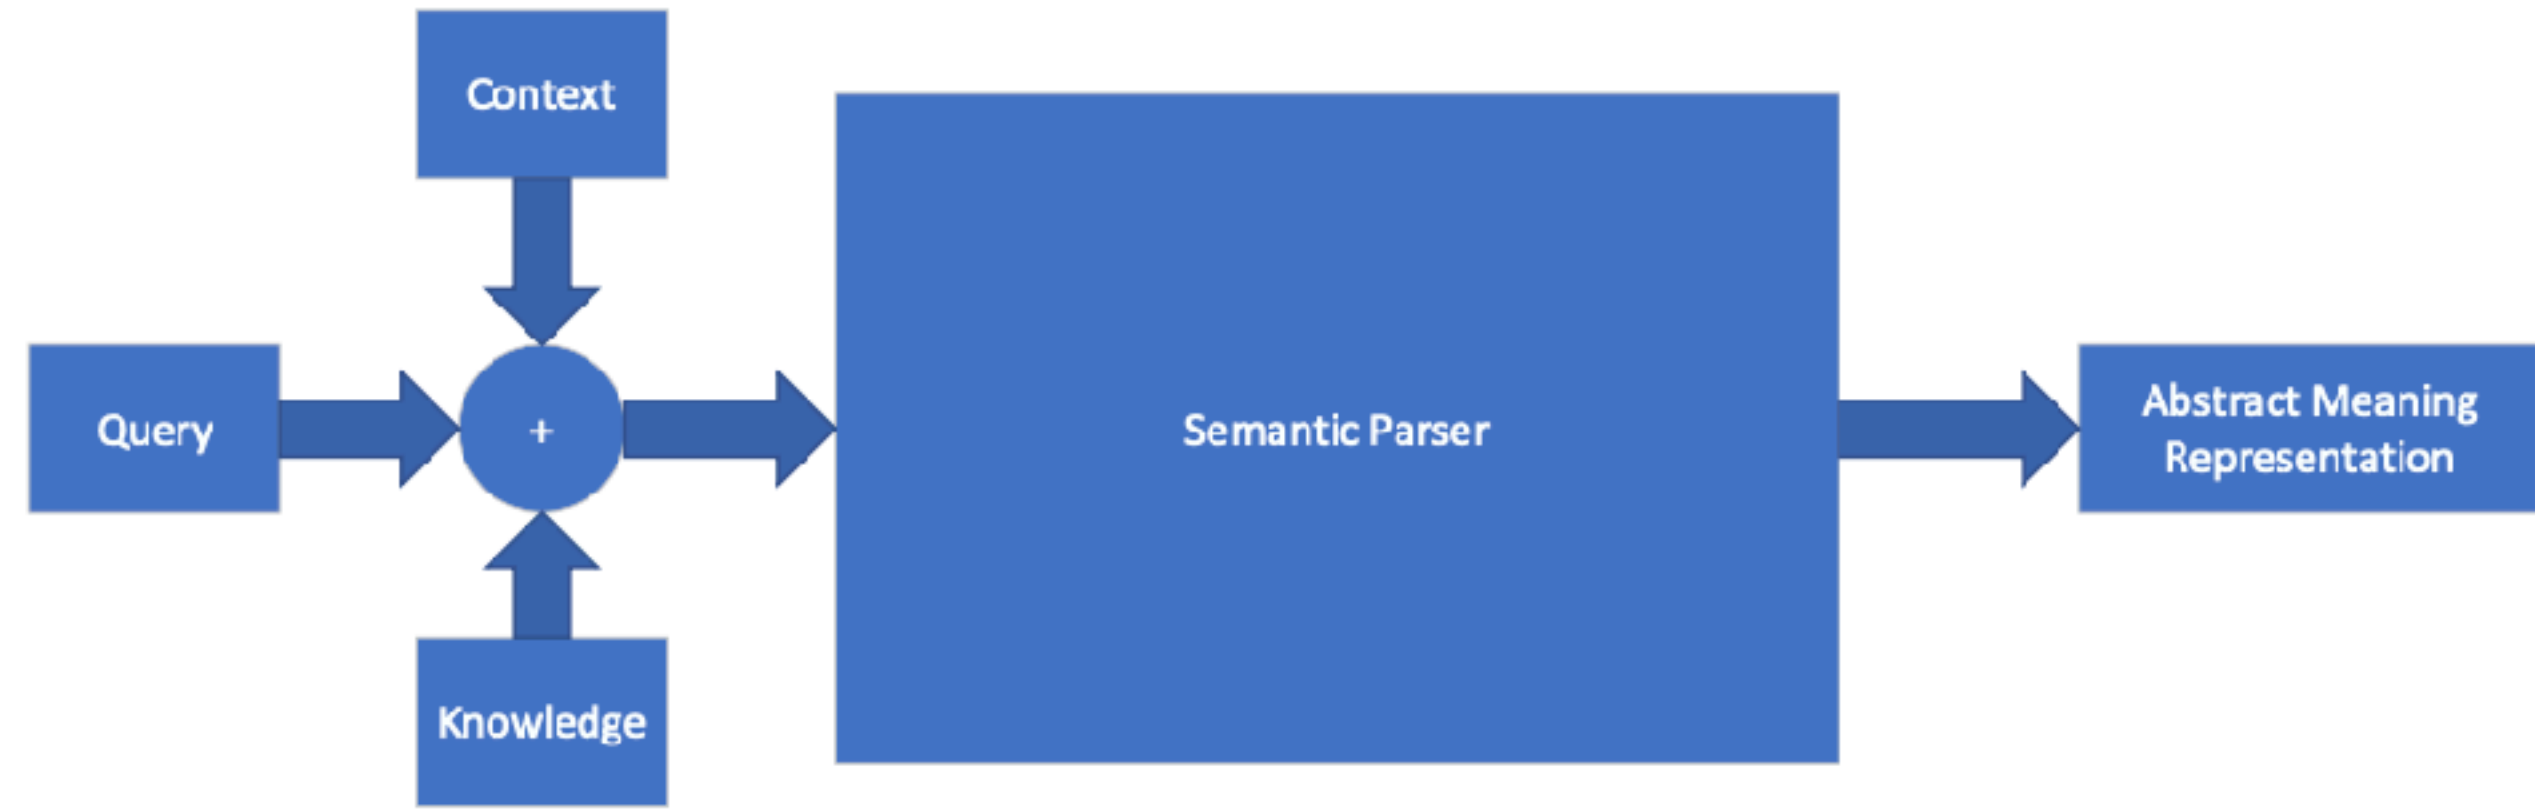 Context
Query
+
Semantic Parser
Abstract Meaning
Representation
Knowledge